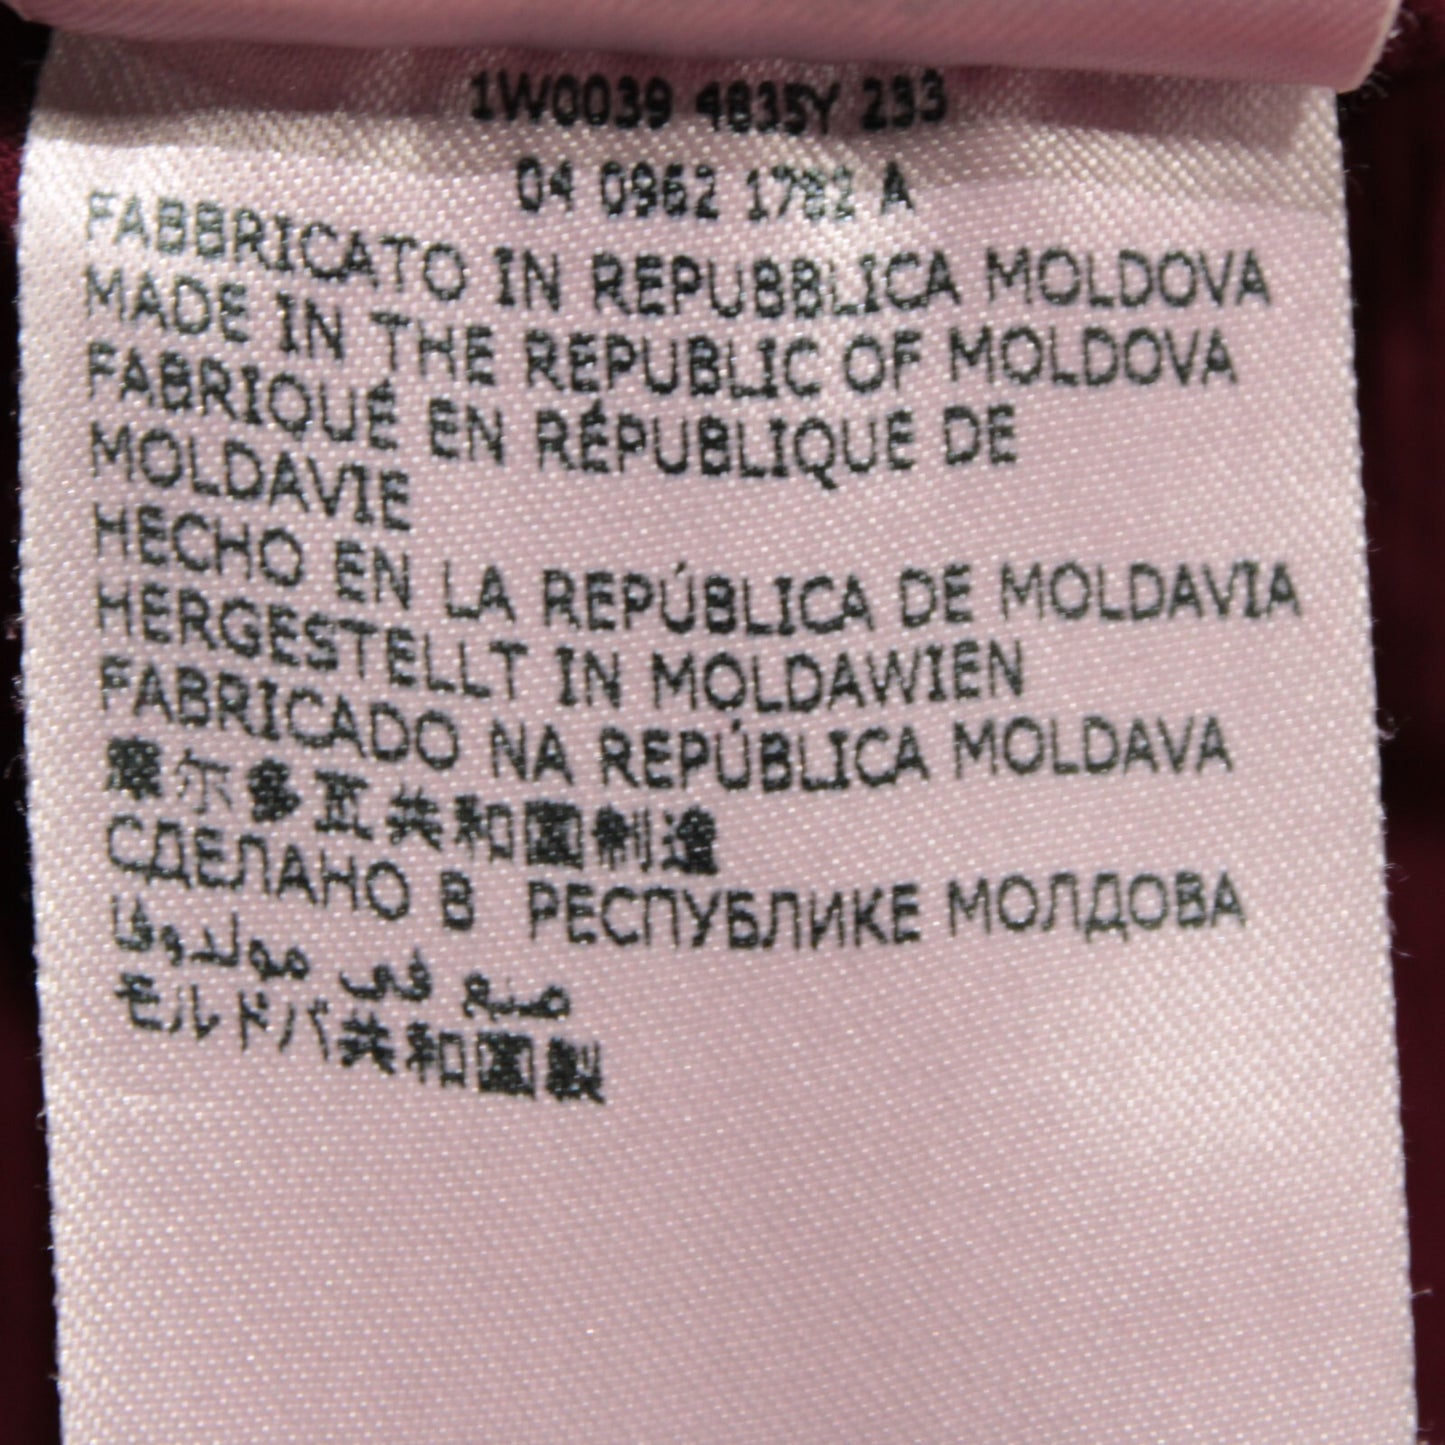 1W0039 4835Y 233
04 0962 1782 A
FABBRICATO IN REPUBBLICA MOLDOVA
MADE IN THE REPUBLIC OF MOLDOVA
FABRIQUÉ EN RÉPUBLIQUE DE
MOLDAVIE
HECHO EN LA REPÚBLICA DE MOLDAVIA
HERGESTELLT IN MOLDAWIEN
FABRICADO NA REPÚBLICA MOLDAVA
摩尔多瓦共和国制造
СДЕЛАНО В РЕСПУБЛИКЕ МОЛДОВА
صنع في مولدوفا
モルドバ共和国製